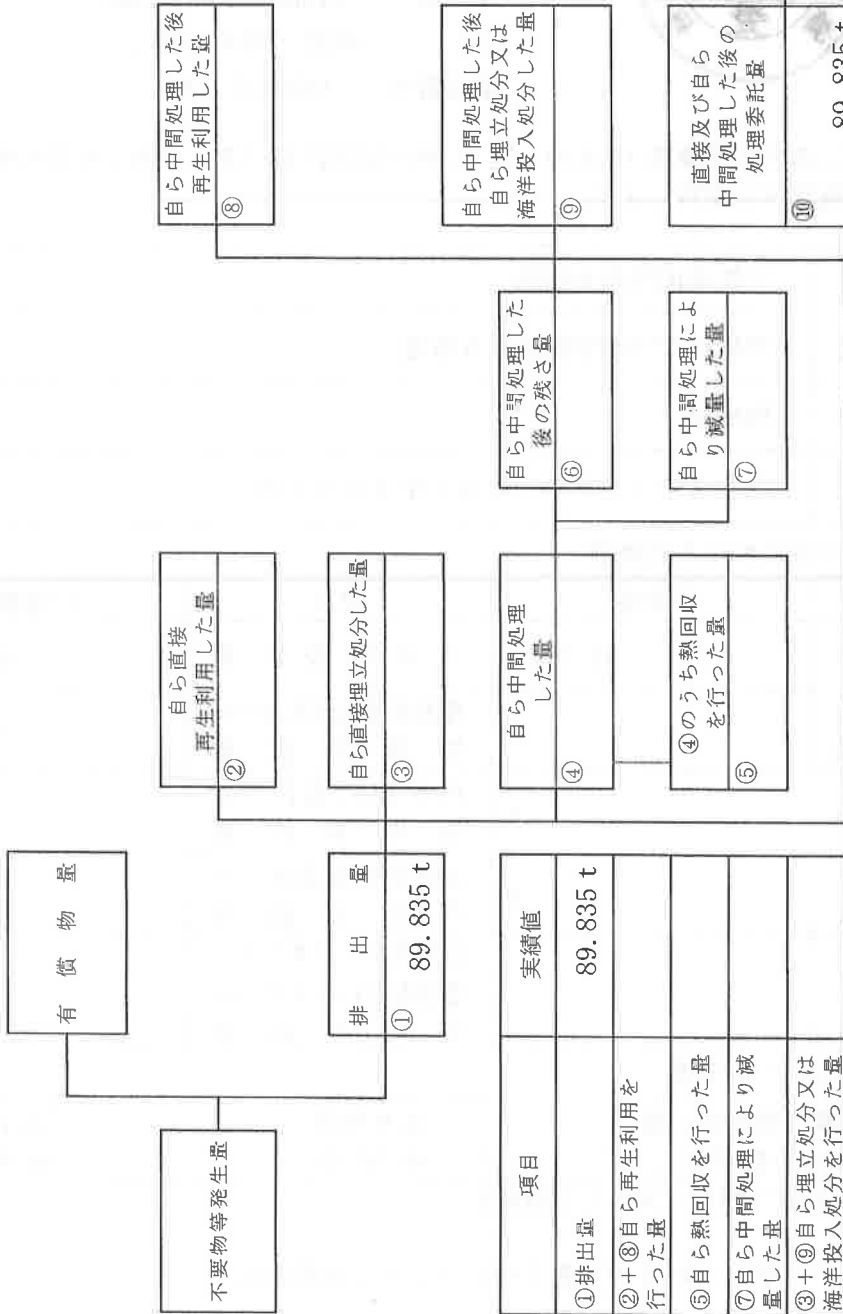 有償物量
不要物等発生量
排出量
①
89.835 t
自ら直接
再生利用した量
②
自ら直接埋立処分した量
③
自ら中間処理
した量
④
④のうち熱回収
を行った量
⑤
自ら中間処理した
後の残さ量
⑥
自ら中間処理によ
り減量した量
⑦
自ら中間処理した後
再生利用した量
⑧
自ら中間処理した後
自ら埋立処分又は
海洋投入処分した量
⑨
直接及び自ら
中間処理した後の
処理委託量
⑩
89.835 t
項目
実績値
①排出量
89.835 t
②+⑧自ら再生利用を
行った量
⑤自ら熱回収を行った量
⑦自ら中間処理により減
量した量
③+⑨自ら埋立処分又は
海洋投入処分を行った量